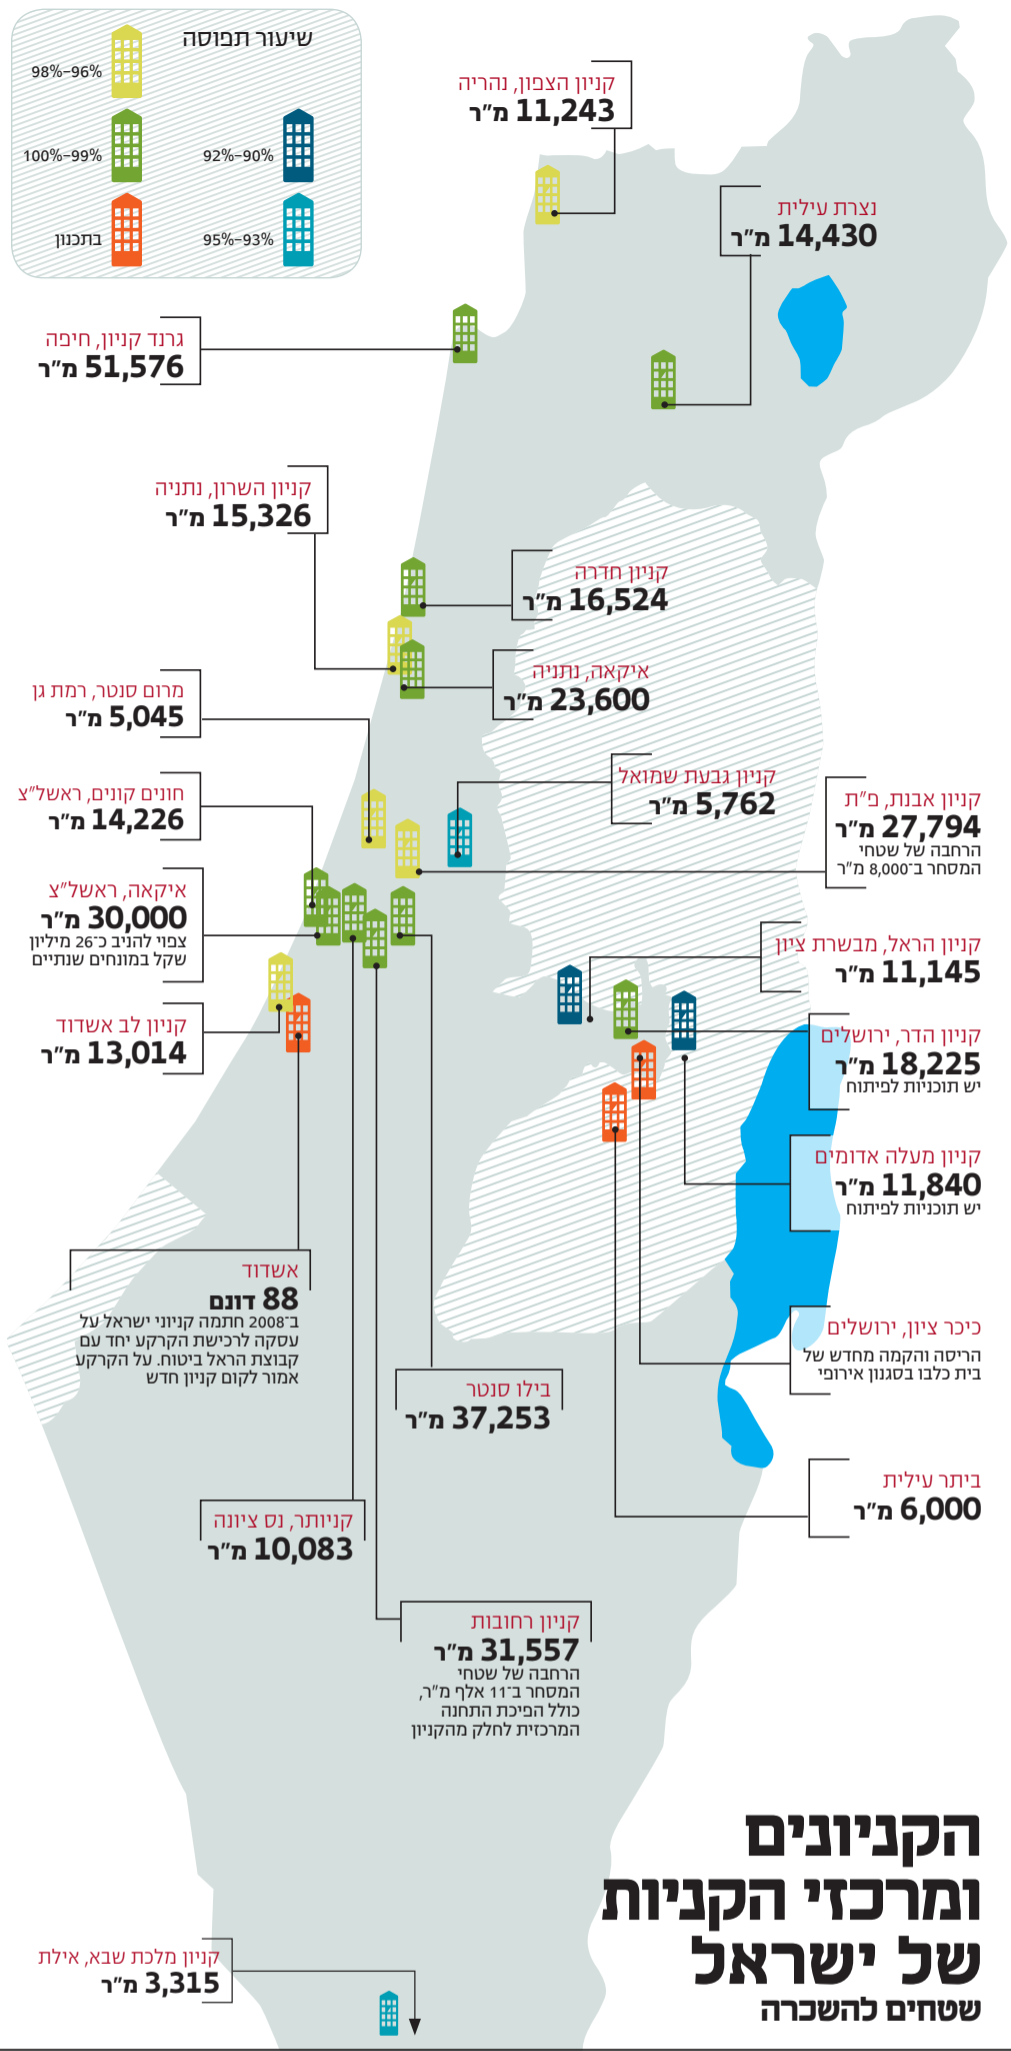 שיעור תפוסה
98%–96%
100%–99%
92%–90%
בתכנון
95%–93%
קניון הצפון, נהריה
11,243 מ״ר
נצרת עילית
14,430 מ״ר
גרנד קניון, חיפה
51,576 מ״ר
קניון השרון, נתניה
15,326 מ״ר
קניון חדרה
16,524 מ״ר
איקאה, נתניה
23,600 מ״ר
מרום סנטר, רמת גן
5,045 מ״ר
קניון גבעת שמואל
5,762 מ״ר
חונים קונים, ראשל״צ
14,226 מ״ר
קניון אבנת, פ״ת
27,794 מ״ר
הרחבה של שטחי
המסחר ב־8,000 מ״ר
איקאה, ראשל״צ
30,000 מ״ר
צפוי להניב כ־26 מיליון
שקל במונחים שנתיים
קניון הראל, מבשרת ציון
11,145 מ״ר
קניון לב אשדוד
13,014 מ״ר
קניון הדר, ירושלים
18,225 מ״ר
יש תוכניות לפיתוח
קניון מעלה אדומים
11,840 מ״ר
יש תוכניות לפיתוח
אשדוד
88 דונם
ב־2008 חתמה קניוני ישראל על
עסקה לרכישת הקרקע יחד עם
קבוצת הראל ביטוח. על הקרקע
אמור לקום קניון חדש
כיכר ציון, ירושלים
הריסה והקמה מחדש של
בית כלבו בסגנון אירופי
בילו סנטר
37,253 מ״ר
ביתר עילית
6,000 מ״ר
קניותר, נס ציונה
10,083 מ״ר
קניון רחובות
31,557 מ״ר
הרחבה של שטחי
המסחר ב־11 אלף מ״ר,
כולל הפיכת התחנה
המרכזית לחלק מהקניון
הקניונים
ומרכזי הקניות
של ישראל
שטחים להשכרה
קניון מלכת שבא, אילת
3,315 מ״ר